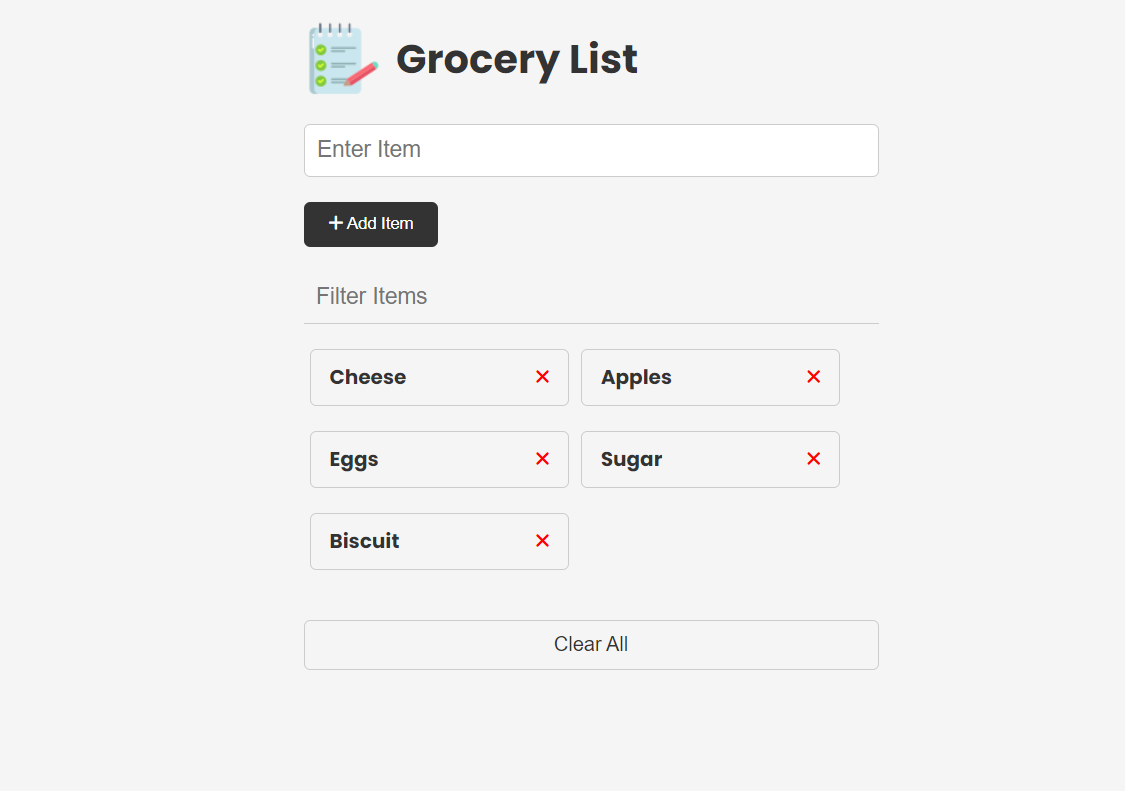 Grocery List
Enter Item
+ Add Item
Filter Items
Cheese ✕ Apples ✕
Eggs ✕ Sugar ✕
Biscuit ✕
Clear All